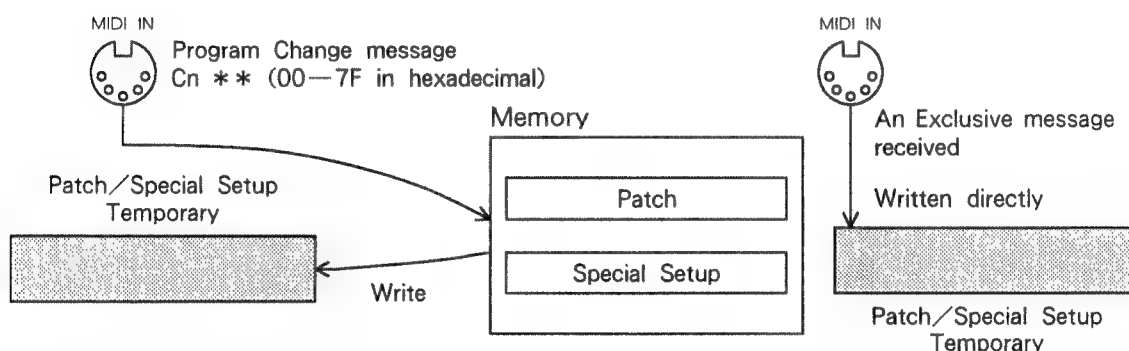 MIDI IN
Program Change message
Cn ** (00—7F in hexadecimal)
Memory
Patch
Special Setup
Patch/Special Setup
Temporary
Write
MIDI IN
An Exclusive message
received
Written directly
Patch/Special Setup
Temporary